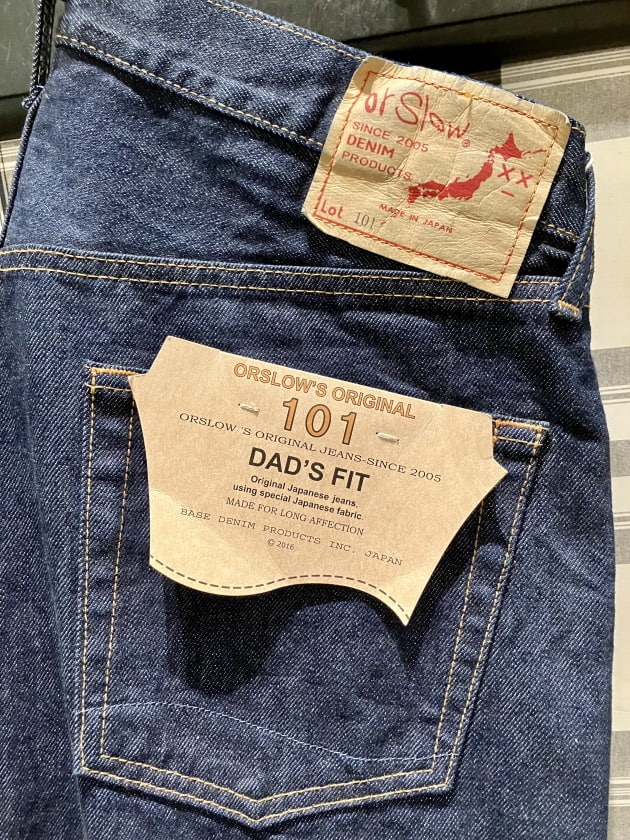 orSlow®
SINCE 2005
DENIM
PRODUCTS
XX
MADE IN JAPAN
Lot 101
ORSLOW'S ORIGINAL
101
ORSLOW 'S ORIGINAL JEANS-SINCE 2005
DAD'S FIT
Original Japanese jeans,
using special Japanese fabric.
MADE FOR LONG AFFECTION
BASE DENIM PRODUCTS INC. JAPAN
© 2016